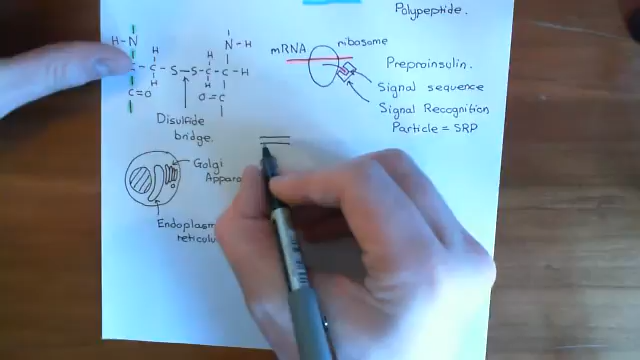 Polypeptide.
H-N
N-H
H
H
C-S-S-C-C-H
H
H
C=O
O=C
Disulfide
bridge.
mRNA
ribosome
Preproinsulin.
Signal sequence
Signal Recognition
Particle = SRP
Golgi
Appara
Endoplasm
reticulu